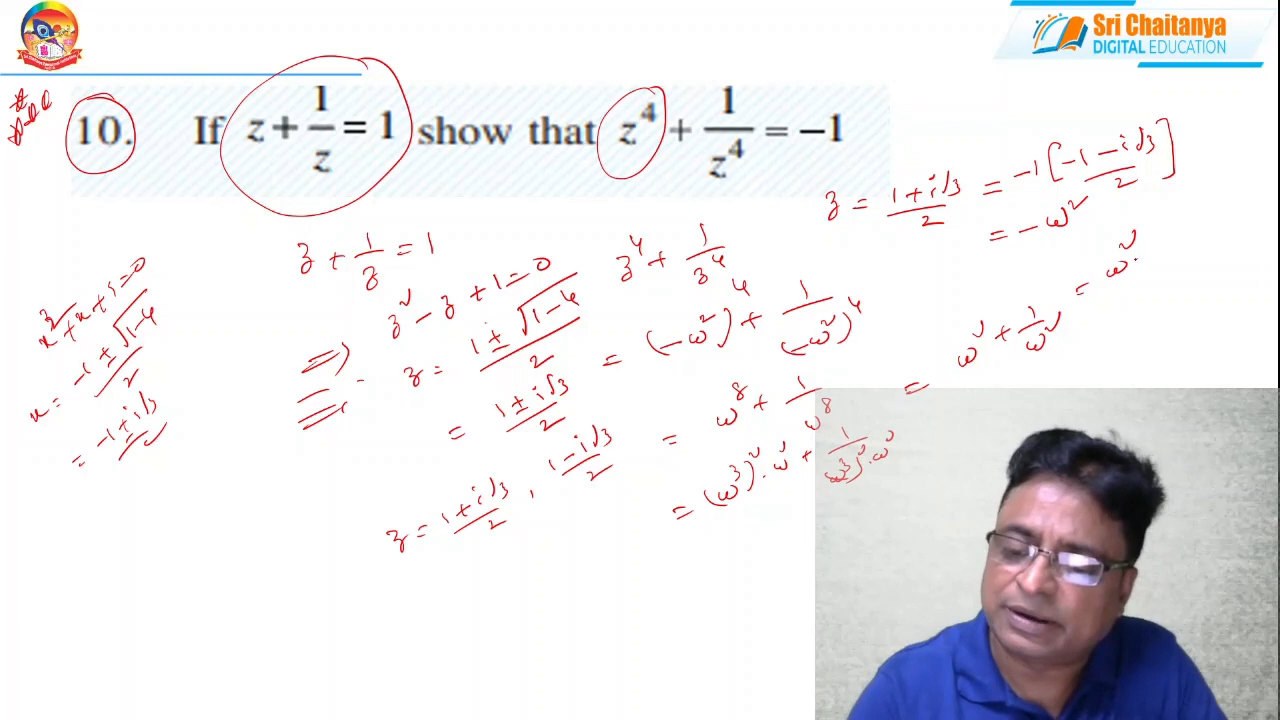 Sri Chaitanya
DIGITAL EDUCATION
10. If z + 1/z = 1 show that z⁴ + 1/z⁴ = −1
z = (1+i√3)/2 = −1[(−1−i√3)/2]
= −ω²
z + 1/z = 1
⇒ z² − z + 1 = 0
z = (1 ± √(1−4))/2
= (1 ± i√3)/2
z = (1+i√3)/2 , (1−i√3)/2
x² + x + 1 = 0
x = (−1 ± √(1−4))/2
= (−1 ± i√3)/2
z⁴ + 1/z⁴
= (−ω²)⁴ + 1/(−ω²)⁴
= ω⁸ + 1/ω⁸
= (ω³)²·ω² + 1/(ω³)²·ω²
= ω² + 1/ω²
= ω²